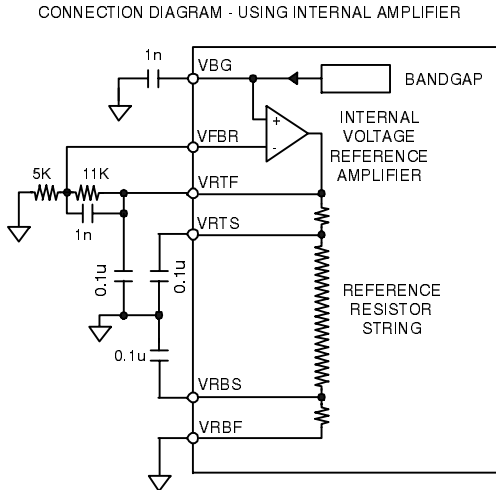 CONNECTION DIAGRAM - USING INTERNAL AMPLIFIER
1n
VBG
BANDGAP
+
-
INTERNAL
VOLTAGE
REFERENCE
AMPLIFIER
VFBR
5K
11K
VRTF
1n
VRTS
0.1u
0.1u
REFERENCE
RESISTOR
STRING
0.1u
VRBS
VRBF